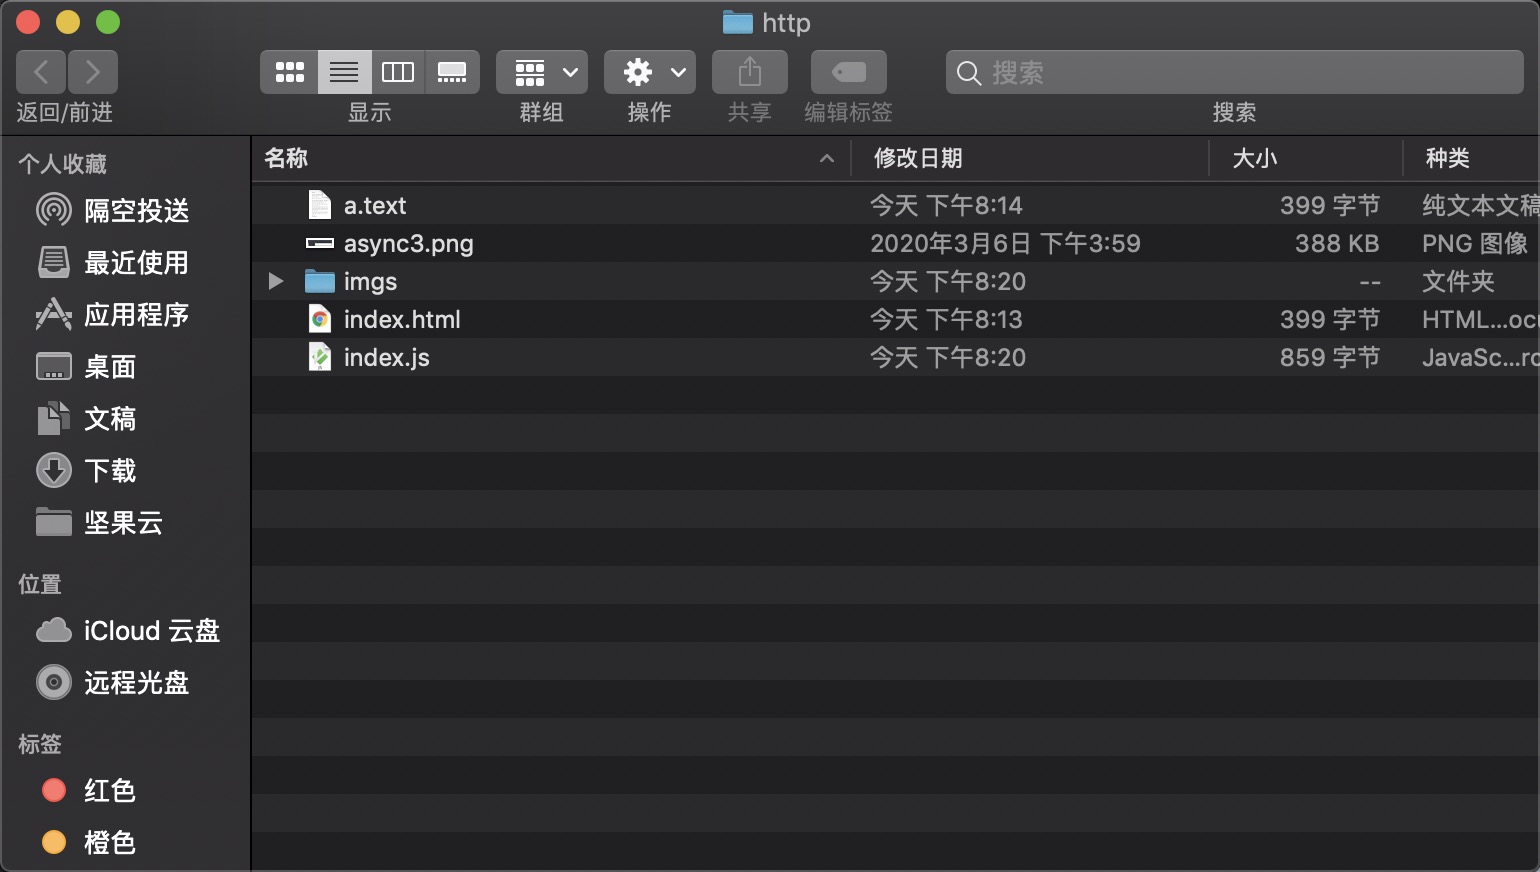 http
返回/前进
显示
群组
操作
共享
编辑标签
搜索
搜索
个人收藏
隔空投送
最近使用
应用程序
桌面
文稿
下载
坚果云
位置
iCloud 云盘
远程光盘
标签
红色
橙色
名称 修改日期 大小 种类
a.text 今天 下午8:14 399 字节 纯文本文稿
async3.png 2020年3月6日 下午3:59 388 KB PNG 图像
imgs 今天 下午8:20 -- 文件夹
index.html 今天 下午8:13 399 字节 HTML...ocu
index.js 今天 下午8:20 859 字节 JavaSc...rc